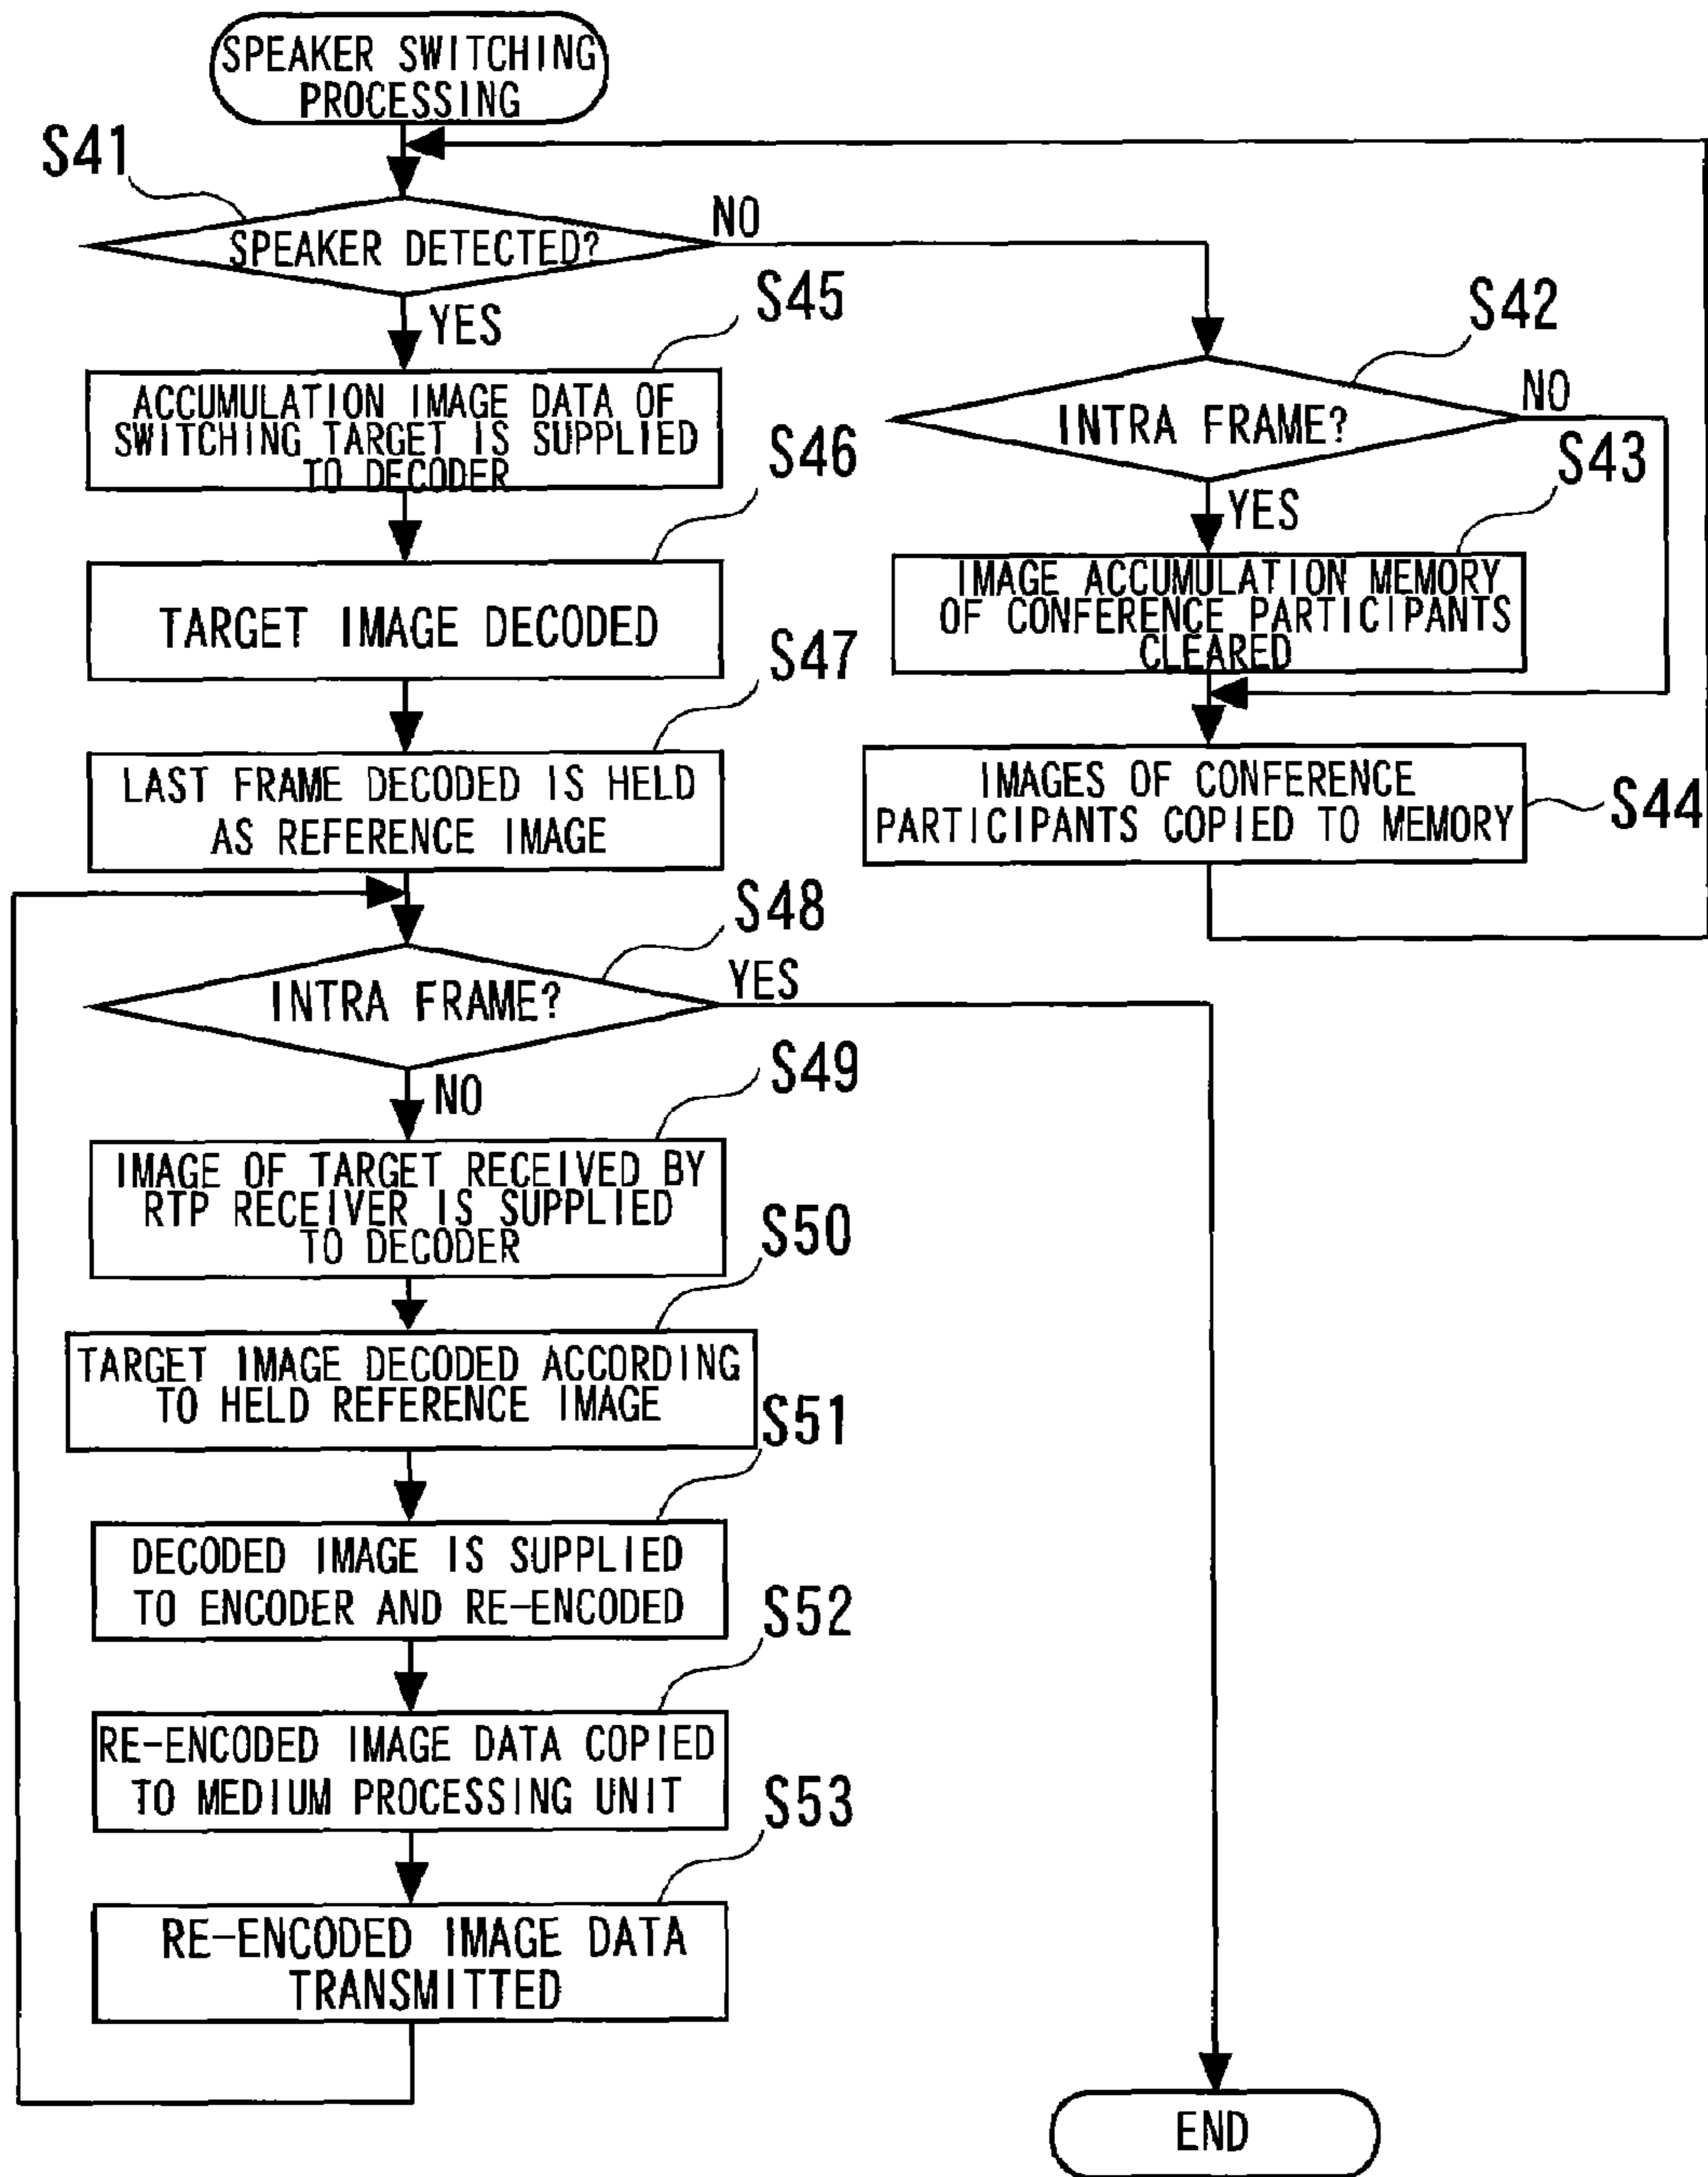 SPEAKER SWITCHING
PROCESSING
S41
SPEAKER DETECTED?
NO
YES
S45
ACCUMULATION IMAGE DATA OF
SWITCHING TARGET IS SUPPLIED
TO DECODER
S46
TARGET IMAGE DECODED
S47
LAST FRAME DECODED IS HELD
AS REFERENCE IMAGE
S42
INTRA FRAME?
NO
YES
S43
IMAGE ACCUMULATION MEMORY
OF CONFERENCE PARTICIPANTS
CLEARED
IMAGES OF CONFERENCE
PARTICIPANTS COPIED TO MEMORY
S44
S48
INTRA FRAME?
YES
NO
S49
IMAGE OF TARGET RECEIVED BY
RTP RECEIVER IS SUPPLIED
TO DECODER
S50
TARGET IMAGE DECODED ACCORDING
TO HELD REFERENCE IMAGE
S51
DECODED IMAGE IS SUPPLIED
TO ENCODER AND RE-ENCODED
S52
RE-ENCODED IMAGE DATA COPIED
TO MEDIUM PROCESSING UNIT
S53
RE-ENCODED IMAGE DATA
TRANSMITTED
END